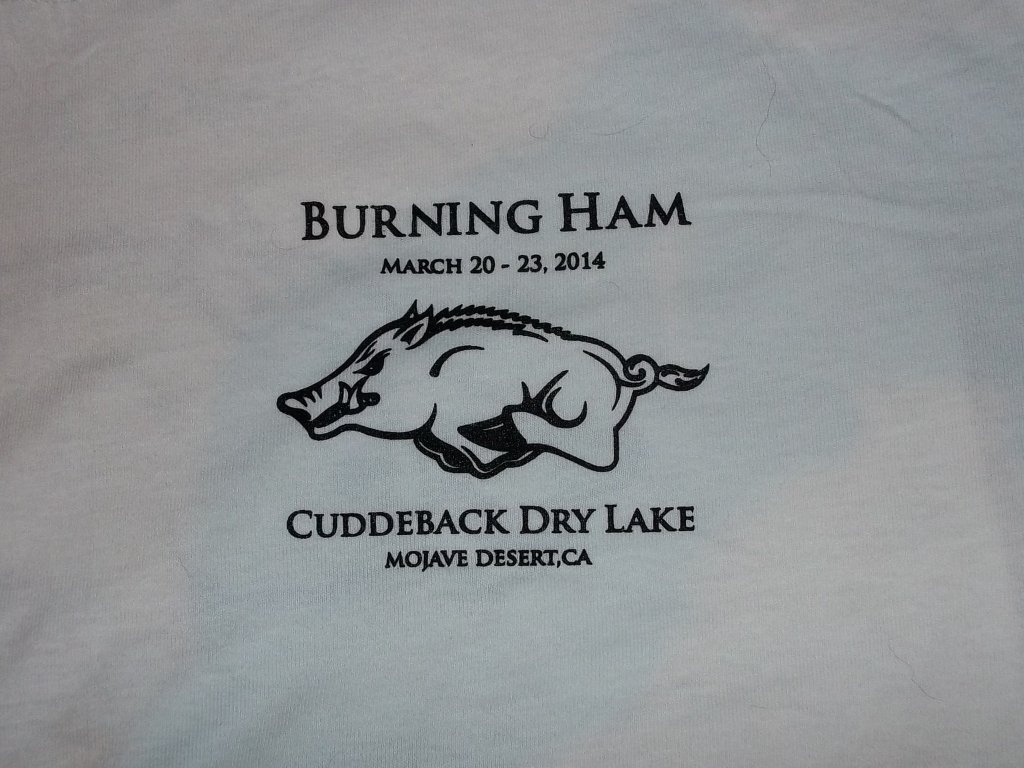 BURNING HAM
MARCH 20 - 23, 2014
CUDDEBACK DRY LAKE
MOJAVE DESERT,CA